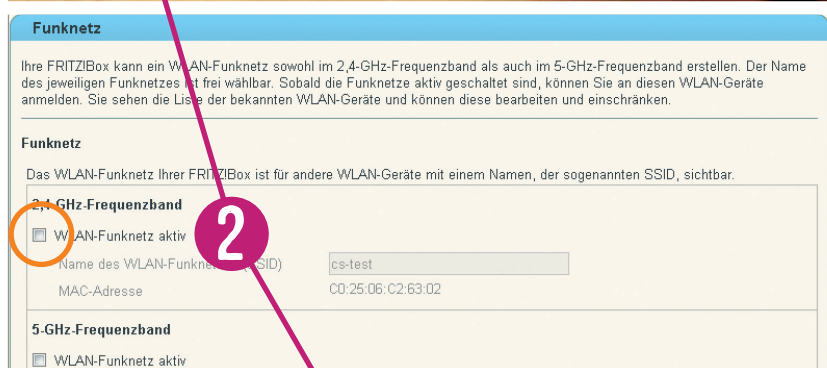 Funknetz
Ihre FRITZ!Box kann ein WLAN-Funknetz sowohl im 2,4-GHz-Frequenzband als auch im 5-GHz-Frequenzband erstellen. Der Name
des jeweiligen Funknetzes ist frei wählbar. Sobald die Funknetze aktiv geschaltet sind, können Sie an diesen WLAN-Geräte
anmelden. Sie sehen die Liste der bekannten WLAN-Geräte und können diese bearbeiten und einschränken.
Funknetz
Das WLAN-Funknetz Ihrer FRITZ!Box ist für andere WLAN-Geräte mit einem Namen, der sogenannten SSID, sichtbar.
2,4-GHz-Frequenzband
WLAN-Funknetz aktiv
2
Name des WLAN-Funknetzes (SSID) cs-test
MAC-Adresse C0:25:06:C2:63:02
5-GHz-Frequenzband
WLAN-Funknetz aktiv